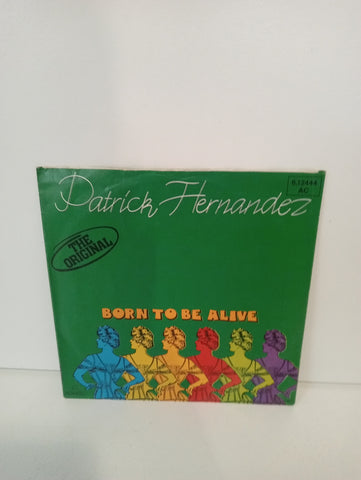 6.12444
AC
Patrick Hernandez
THE
ORIGINAL
BORN TO BE ALIVE